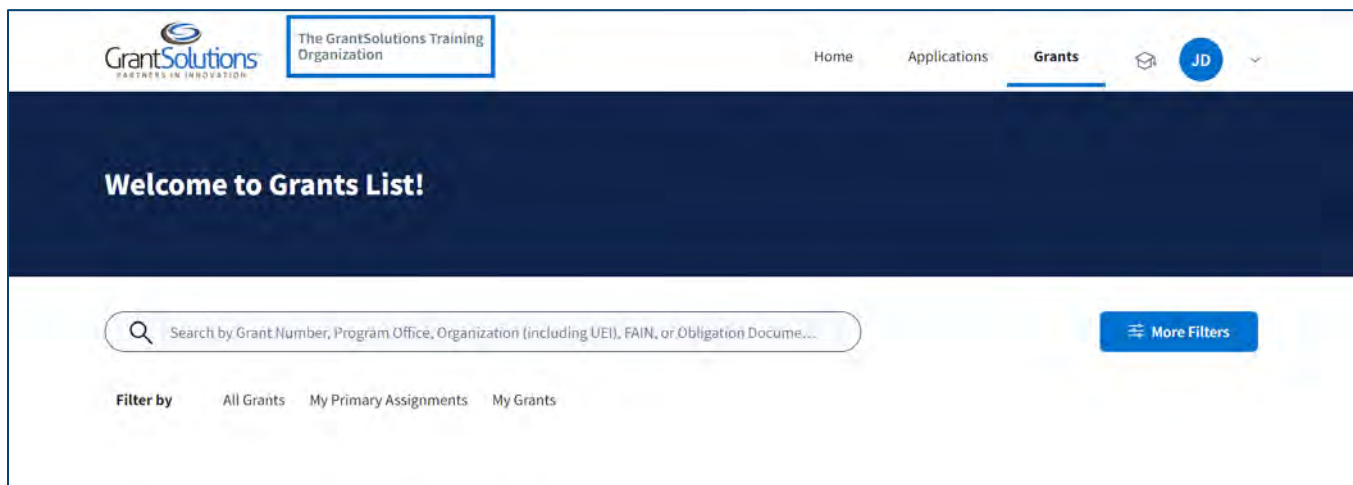 GrantSolutions
PARTNERS IN INNOVATION
The GrantSolutions Training
Organization
Home Applications Grants JD
Welcome to Grants List!
Search by Grant Number, Program Office, Organization (including UEI), FAIN, or Obligation Docume...
More Filters
Filter by All Grants My Primary Assignments My Grants